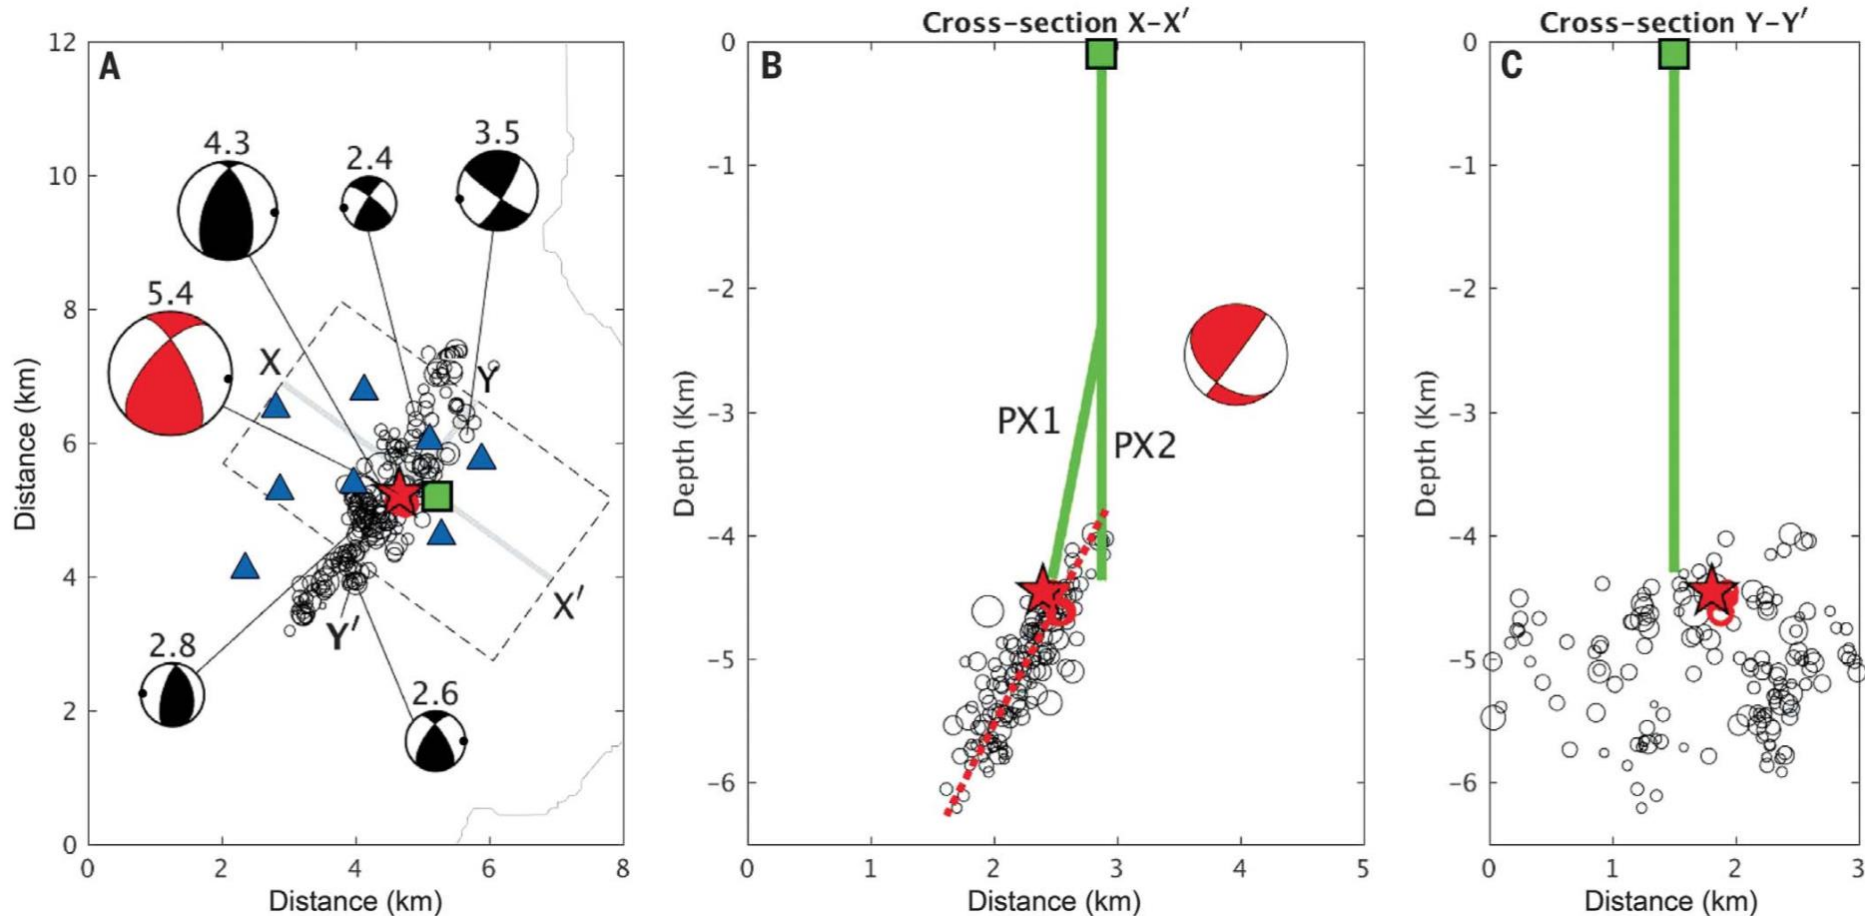 A
12
10
8
6
4
2
0
0
2
4
6
8
Distance (km)
Distance (km)
4.3
2.4
3.5
5.4
X
Y
X′
Y′
2.8
2.6
Cross-section X-X′
B
0
-1
-2
-3
-4
-5
-6
0
1
2
3
4
5
Depth (Km)
Distance (km)
PX1
PX2
Cross-section Y-Y′
C
0
-1
-2
-3
-4
-5
-6
0
1
2
3
Distance (km)